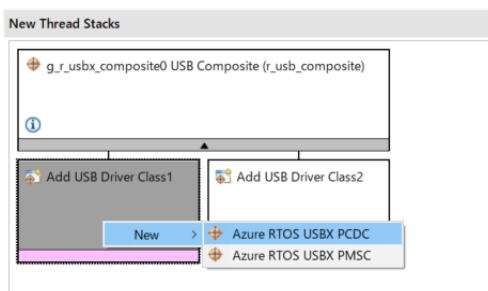 New Thread Stacks
g_r_usbx_composite0 USB Composite (r_usb_composite)
Add USB Driver Class1
Add USB Driver Class2
New
Azure RTOS USBX PCDC
Azure RTOS USBX PMSC